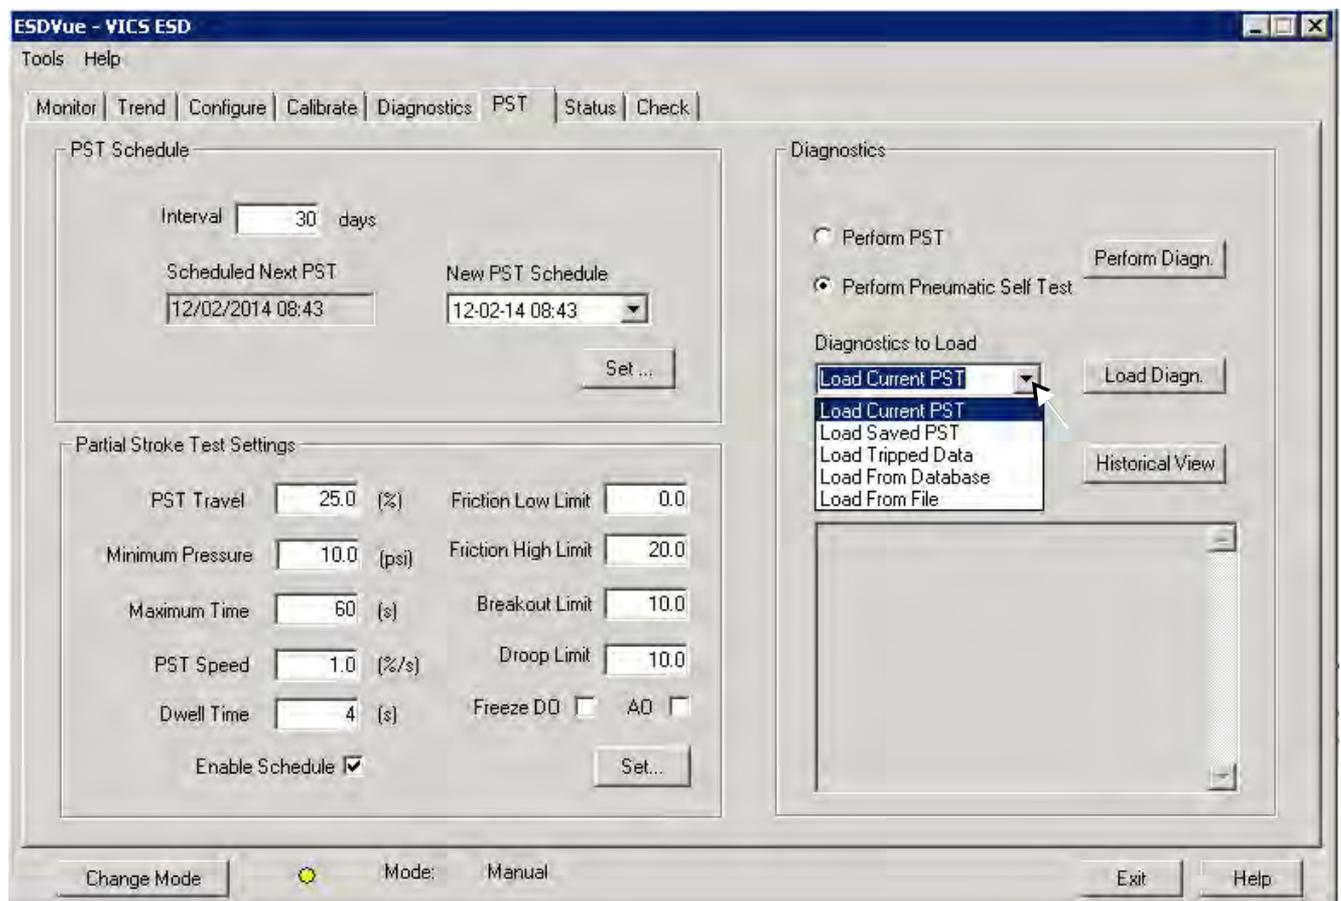 ESDVue - VICS ESD
Tools Help
Monitor Trend Configure Calibrate Diagnostics PST Status Check
PST Schedule
Interval 30 days
Scheduled Next PST
12/02/2014 08:43
New PST Schedule
12-02-14 08:43
Set ...
Partial Stroke Test Settings
PST Travel 25.0 (%)
Friction Low Limit 0.0
Minimum Pressure 10.0 (psi)
Friction High Limit 20.0
Maximum Time 60 (s)
Breakout Limit 10.0
PST Speed 1.0 (%/s)
Droop Limit 10.0
Dwell Time 4 (s)
Freeze DO AO
Enable Schedule
Set...
Diagnostics
Perform PST
Perform Pneumatic Self Test
Perform Diagn.
Diagnostics to Load
Load Current PST
Load Diagn.
Load Current PST
Load Saved PST
Load Tripped Data
Load From Database
Load From File
Historical View
Change Mode
Mode: Manual
Exit
Help